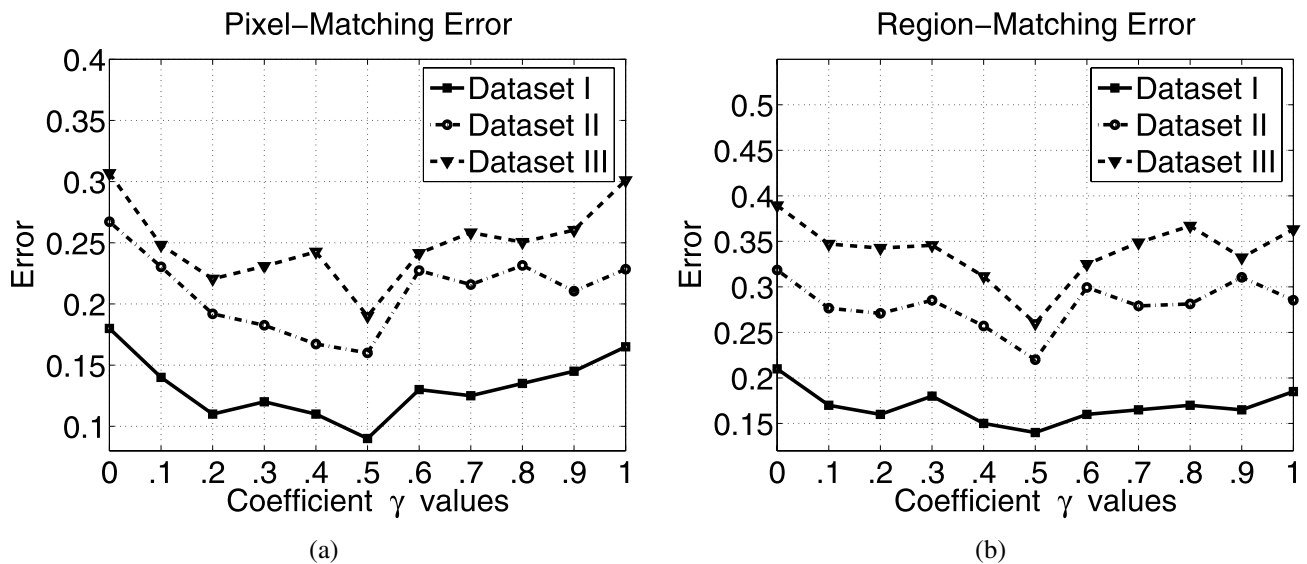 Pixel−Matching Error
0.4
0.35
0.3
0.25
0.2
0.15
0.1
Error
Dataset I
Dataset II
Dataset III
0 .1 .2 .3 .4 .5 .6 .7 .8 .9 1
Coefficient γ values
(a)
Region−Matching Error
0.5
0.45
0.4
0.35
0.3
0.25
0.2
0.15
Error
Dataset I
Dataset II
Dataset III
0 .1 .2 .3 .4 .5 .6 .7 .8 .9 1
Coefficient γ values
(b)